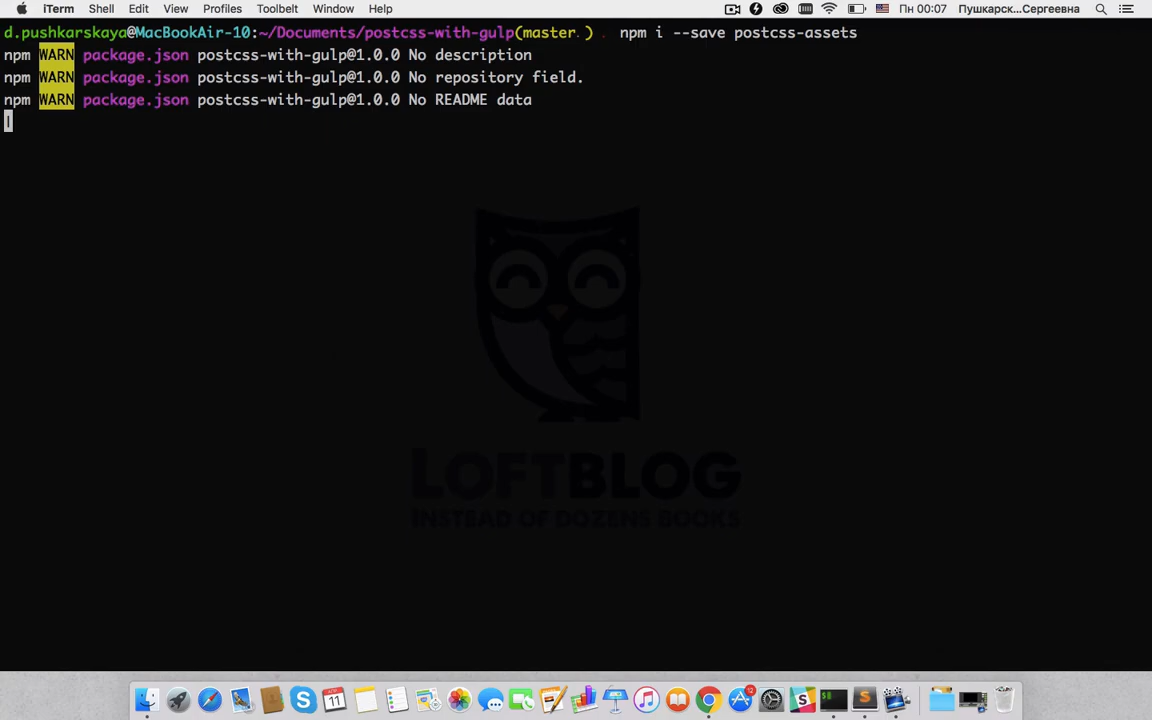 iTerm Shell Edit View Profiles Toolbelt Window Help Пн 00:07 Пушкарск...Сергеевна
d.pushkarskaya@MacBookAir-10:~/Documents/postcss-with-gulp(master ) npm i --save postcss-assets
npm WARN package.json postcss-with-gulp@1.0.0 No description
npm WARN package.json postcss-with-gulp@1.0.0 No repository field.
npm WARN package.json postcss-with-gulp@1.0.0 No README data
|
LOFTBLOG
INSTEAD OF DOZENS BOOKS
11
12